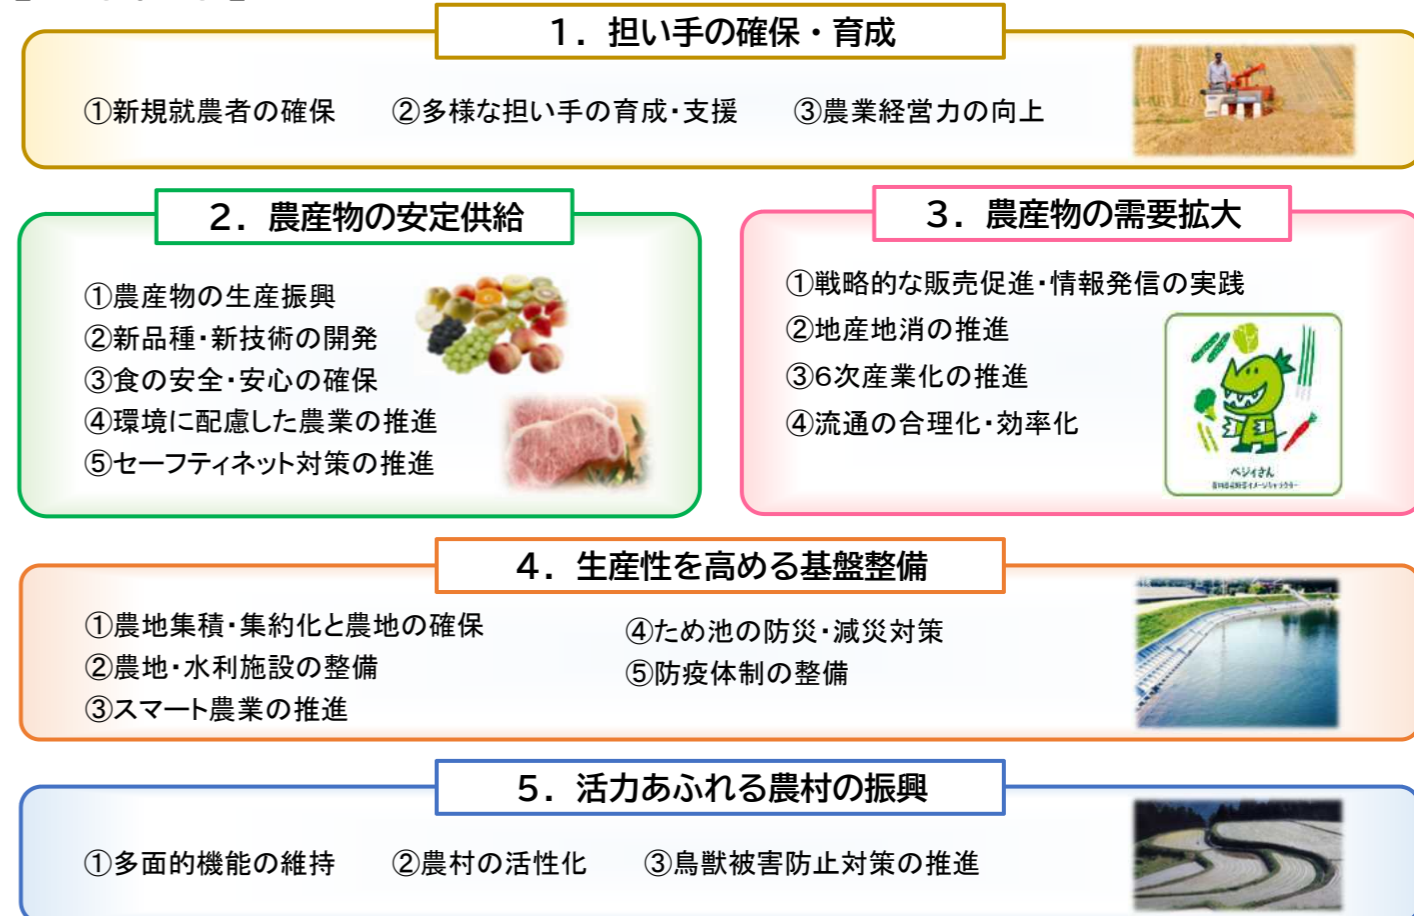 1．担い手の確保・育成
①新規就農者の確保 ②多様な担い手の育成・支援 ③農業経営力の向上
2．農産物の安定供給
①農産物の生産振興
②新品種・新技術の開発
③食の安全・安心の確保
④環境に配慮した農業の推進
⑤セーフティネット対策の推進
3．農産物の需要拡大
①戦略的な販売促進・情報発信の実践
②地産地消の推進
③6次産業化の推進
④流通の合理化・効率化
ベジィさん
4．生産性を高める基盤整備
①農地集積・集約化と農地の確保
②農地・水利施設の整備
③スマート農業の推進
④ため池の防災・減災対策
⑤防疫体制の整備
5．活力あふれる農村の振興
①多面的機能の維持 ②農村の活性化 ③鳥獣被害防止対策の推進